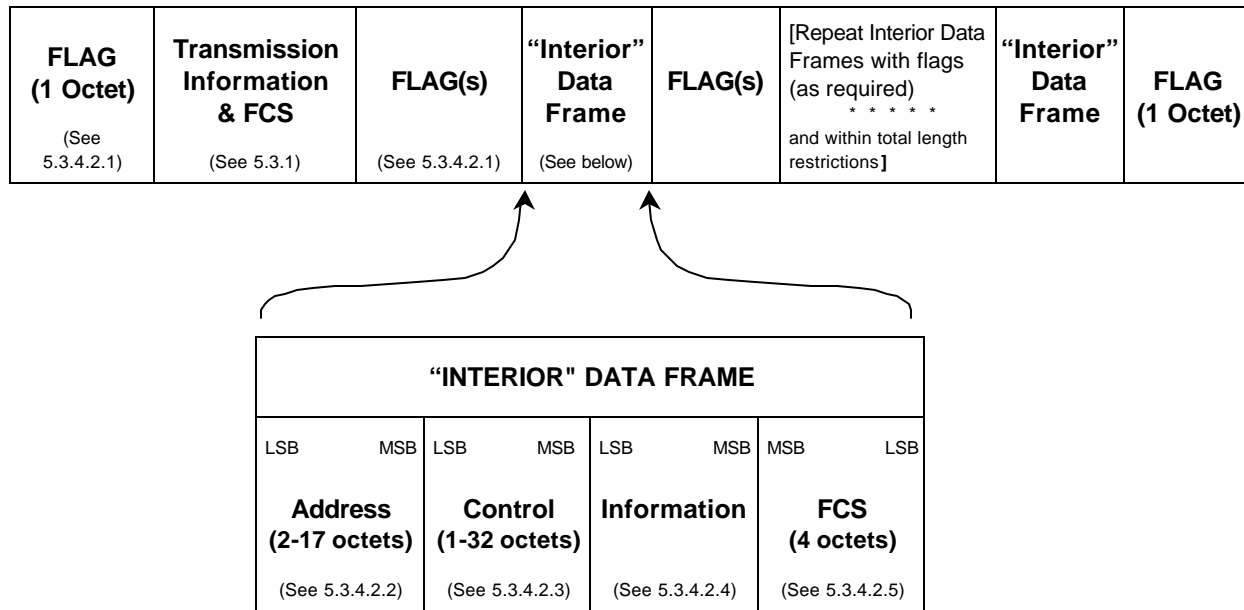 FLAG
(1 Octet)
(See
5.3.4.2.1)
Transmission
Information
& FCS
(See 5.3.1)
FLAG(s)
(See 5.3.4.2.1)
“Interior”
Data
Frame
(See below)
FLAG(s)
[Repeat Interior Data
Frames with flags
(as required)
* * * * *
and within total length
restrictions]
“Interior”
Data
Frame
FLAG
(1 Octet)
“INTERIOR" DATA FRAME
LSB MSB
Address
(2-17 octets)
(See 5.3.4.2.2)
LSB MSB
Control
(1-32 octets)
(See 5.3.4.2.3)
LSB MSB
Information
(See 5.3.4.2.4)
MSB LSB
FCS
(4 octets)
(See 5.3.4.2.5)